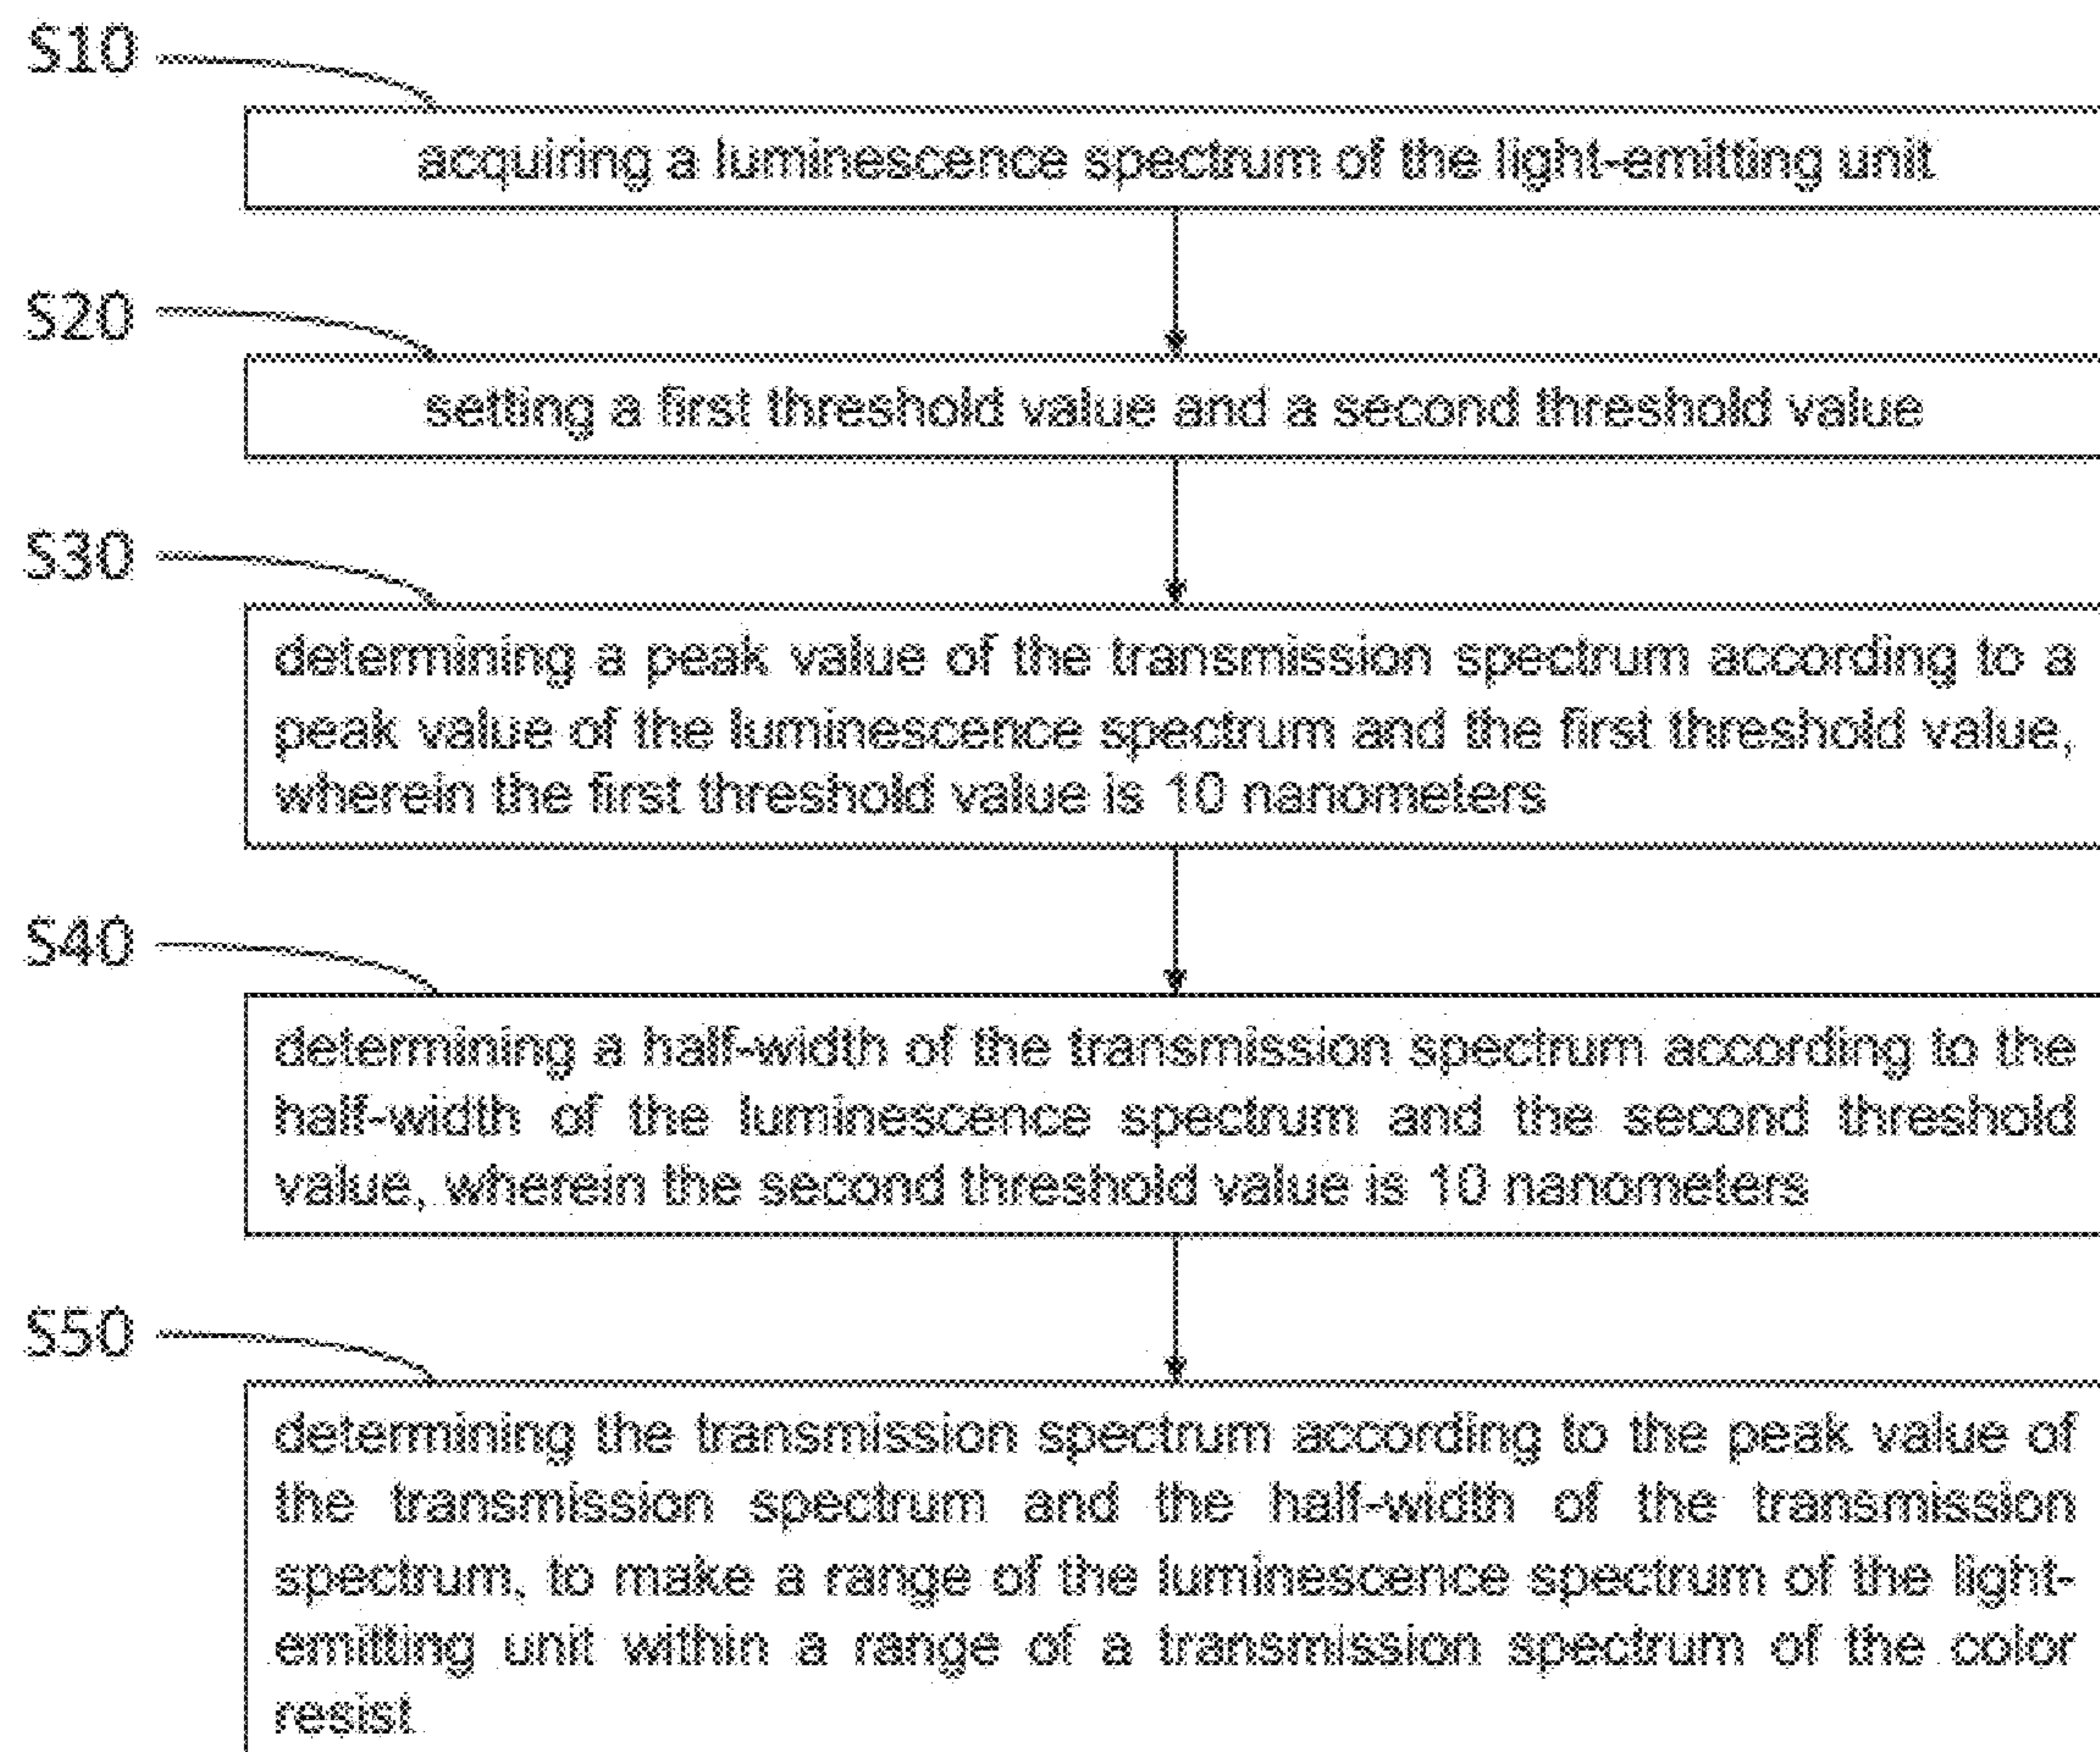 S10
acquiring a luminescence spectrum of the light-emitting unit
S20
setting a first threshold value and a second threshold value
S30
determining a peak value of the transmission spectrum according to a
peak value of the luminescence spectrum and the first threshold value,
wherein the first threshold value is 10 nanometers
S40
determining a half-width of the transmission spectrum according to the
half-width of the luminescence spectrum and the second threshold
value, wherein the second threshold value is 10 nanometers
S50
determining the transmission spectrum according to the peak value of
the transmission spectrum and the half-width of the transmission
spectrum, to make a range of the luminescence spectrum of the light-
emitting unit within a range of a transmission spectrum of the color
resist